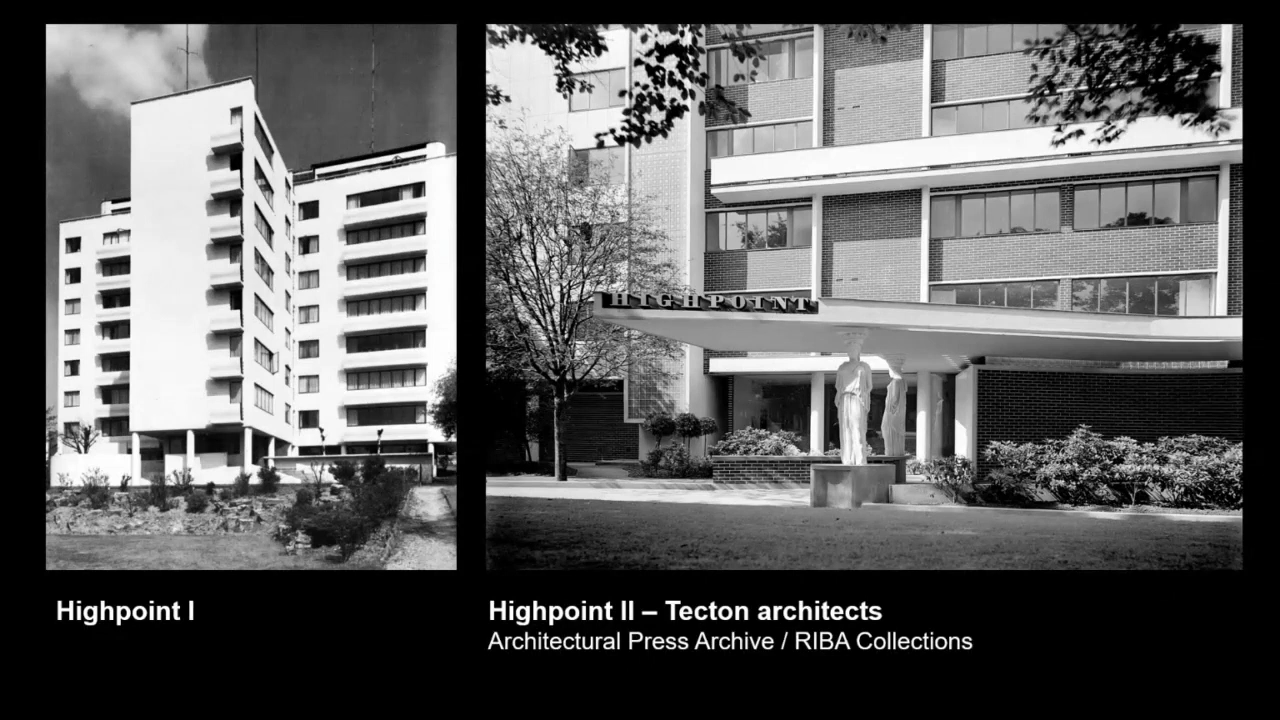 HIGHPOINT
Highpoint I
Highpoint II – Tecton architects
Architectural Press Archive / RIBA Collections